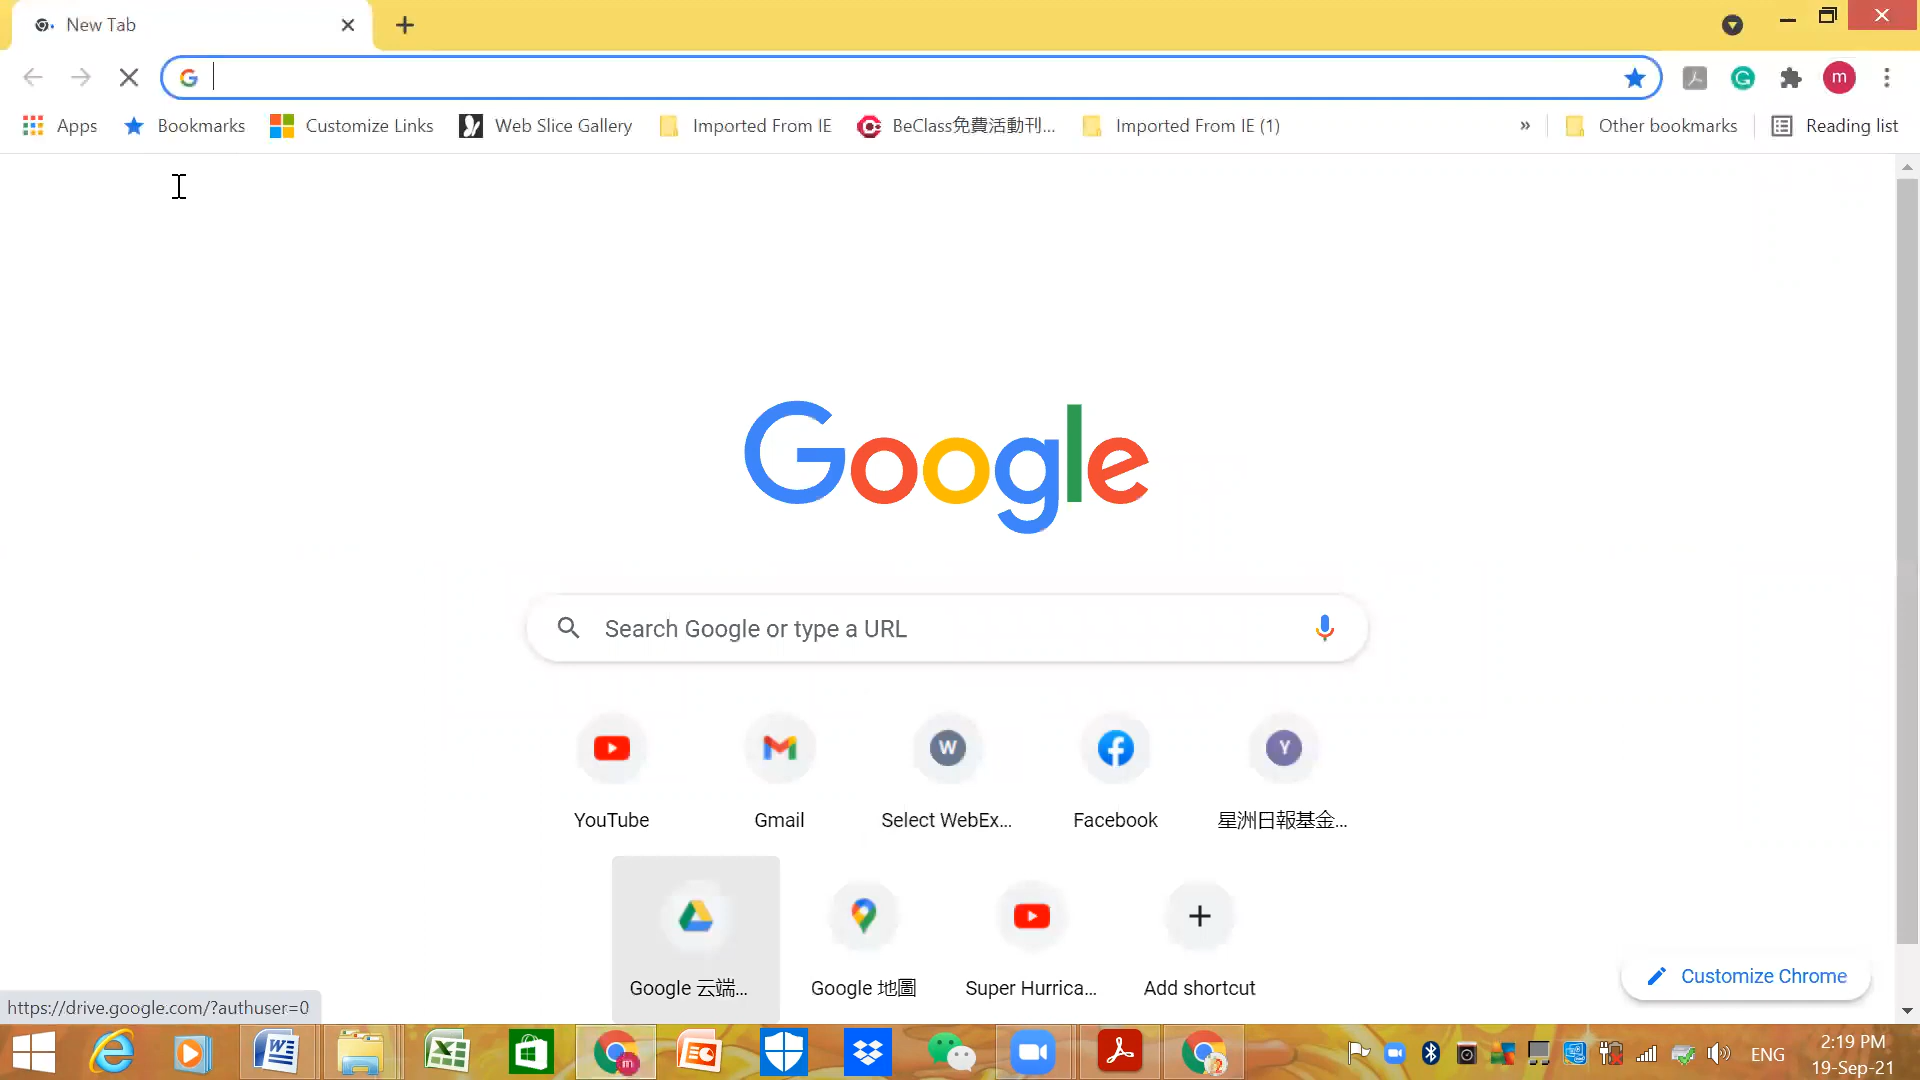 New Tab
Apps
Bookmarks
Customize Links
Web Slice Gallery
Imported From IE
BeClass免費活動刊...
Imported From IE (1)
»
Other bookmarks
Reading list
m
Google
Search Google or type a URL
W
Y
YouTube
Gmail
Select WebEx...
Facebook
星洲日報基金...
Google 云端...
Google 地圖
Super Hurrica...
Add shortcut
Customize Chrome
https://drive.google.com/?authuser=0
ENG
2:19 PM
19-Sep-21